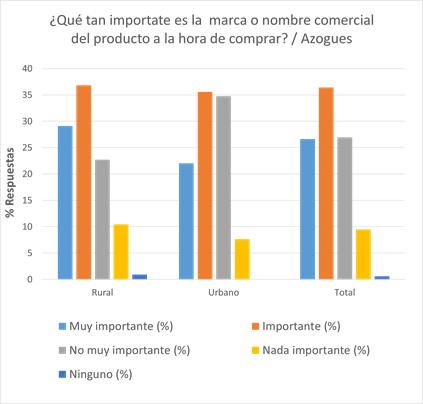 ¿Qué tan importate es la marca o nombre comercial
del producto a la hora de comprar? / Azogues
% Respuestas
40
35
30
25
20
15
10
5
0
Rural Urbano Total
Muy importante (%) Importante (%)
No muy importante (%) Nada importante (%)
Ninguno (%)